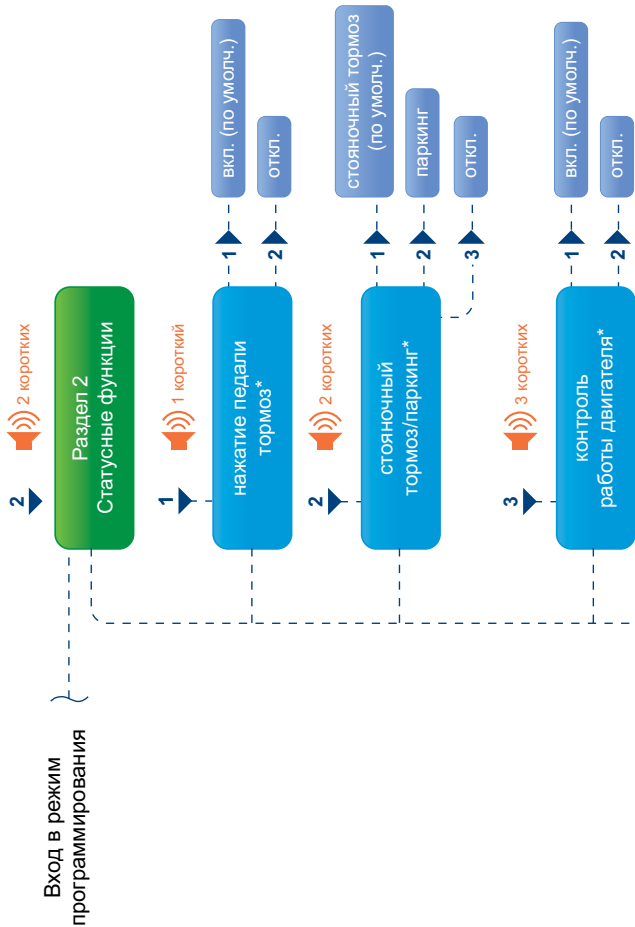 Вход в режим
программирования
2
2 коротких
Раздел 2
Статусные функции
1
1 короткий
нажатие педали
тормоз*
1
вкл. (по умолч.)
2
откл.
2
2 коротких
стояночный
тормоз/паркинг*
1
стояночный тормоз
(по умолч.)
2
паркинг
3
откл.
3
3 коротких
контроль
работы двигателя*
1
вкл. (по умолч.)
2
откл.